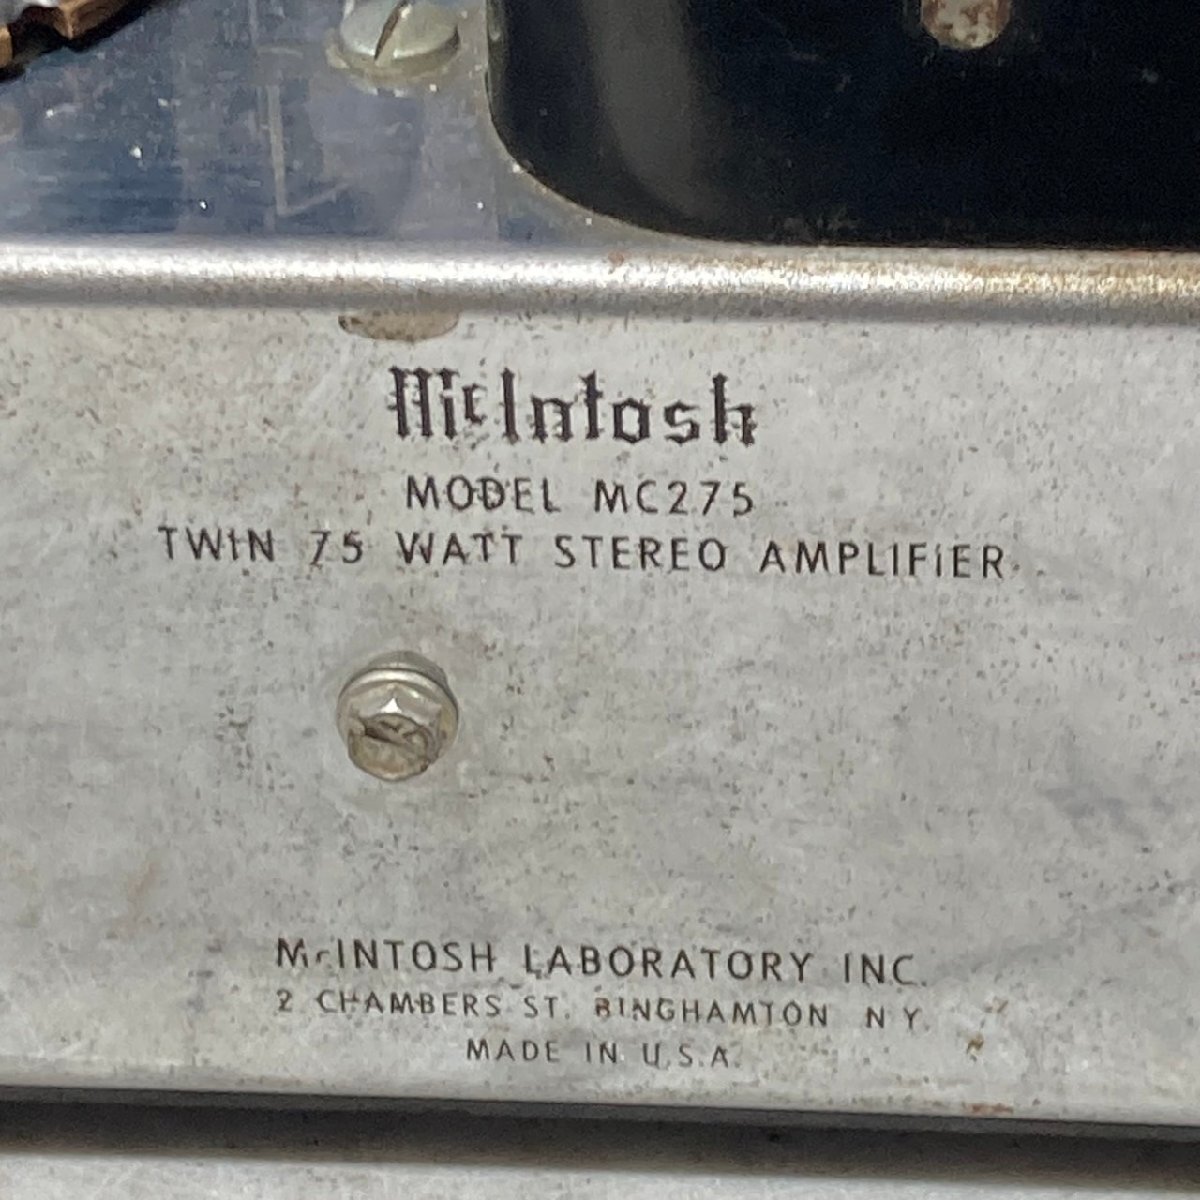 McIntosh
MODEL MC275
TWIN 75 WATT STEREO AMPLIFIER
McINTOSH LABORATORY INC.
2 CHAMBERS ST. BINGHAMTON N Y.
MADE IN U.S.A.